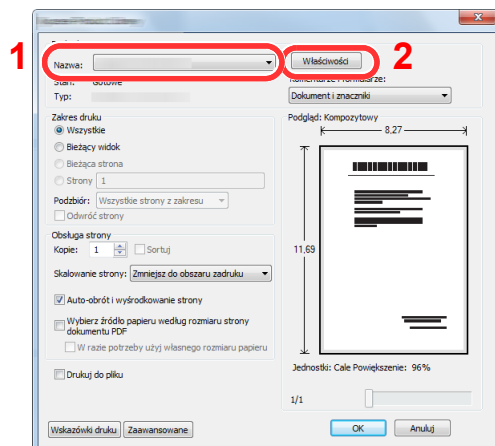 1
2
Nazwa:
Właściwości
Stan: Gotowe
Komentarze i formularze:
Typ:
Dokument i znaczniki
Zakres druku
Podgląd: Kompozytowy
Wszystkie
8,27
Bieżący widok
Bieżąca strona
Strony 1
Podzbiór: Wszystkie strony z zakresu
Odwróć strony
Obsługa strony
Kopie: 1 Sortuj
11,69
Skalowanie strony: Zmniejsz do obszaru zadruku
Auto-obrót i wyśrodkowanie strony
Wybierz źródło papieru według rozmiaru strony
dokumentu PDF
W razie potrzeby użyj własnego rozmiaru papieru
Jednostki: Cale Powiększenie: 96%
Drukuj do pliku
1/1
Wskazówki druku
Zaawansowane
OK
Anuluj